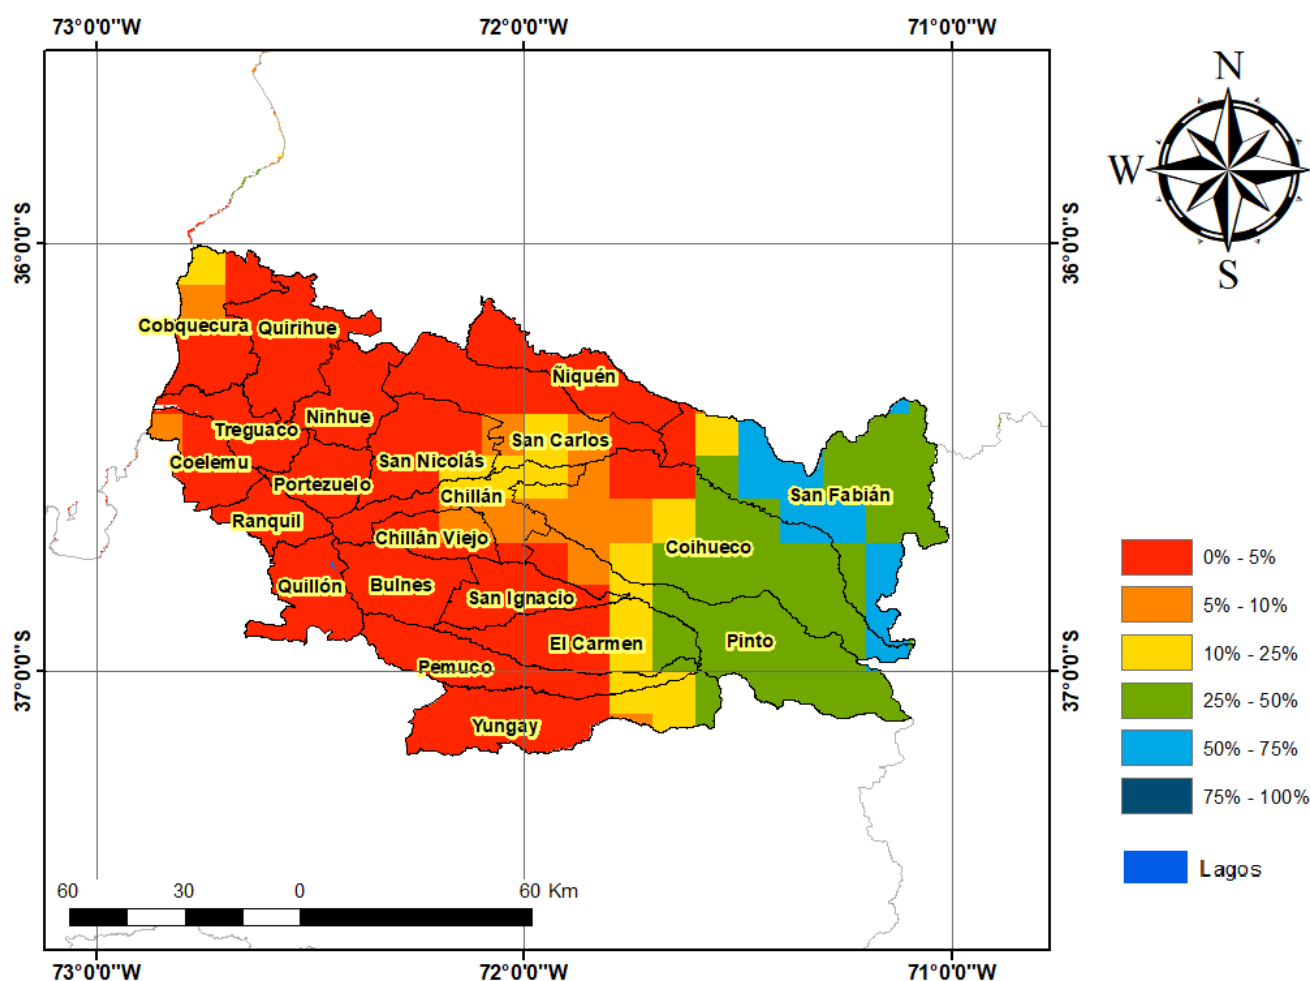 73°0'0"W 72°0'0"W 71°0'0"W
N
W
S
36°0'0"S
36°0'0"S
Cobquecura Quirihue
Ñiquén
Ninhue
Treguaco
San Carlos
Coelemu
San Nicolás
Portezuelo
Chillán
San Fabián
Ranquil
Chillán Viejo
Coihueco
Quillón
Bulnes
San Ignacio
El Carmen
Pinto
Pemuco
Yungay
37°0'0"S
37°0'0"S
0% - 5%
5% - 10%
10% - 25%
25% - 50%
50% - 75%
75% - 100%
Lagos
60 30 0 60 Km
73°0'0"W 72°0'0"W 71°0'0"W